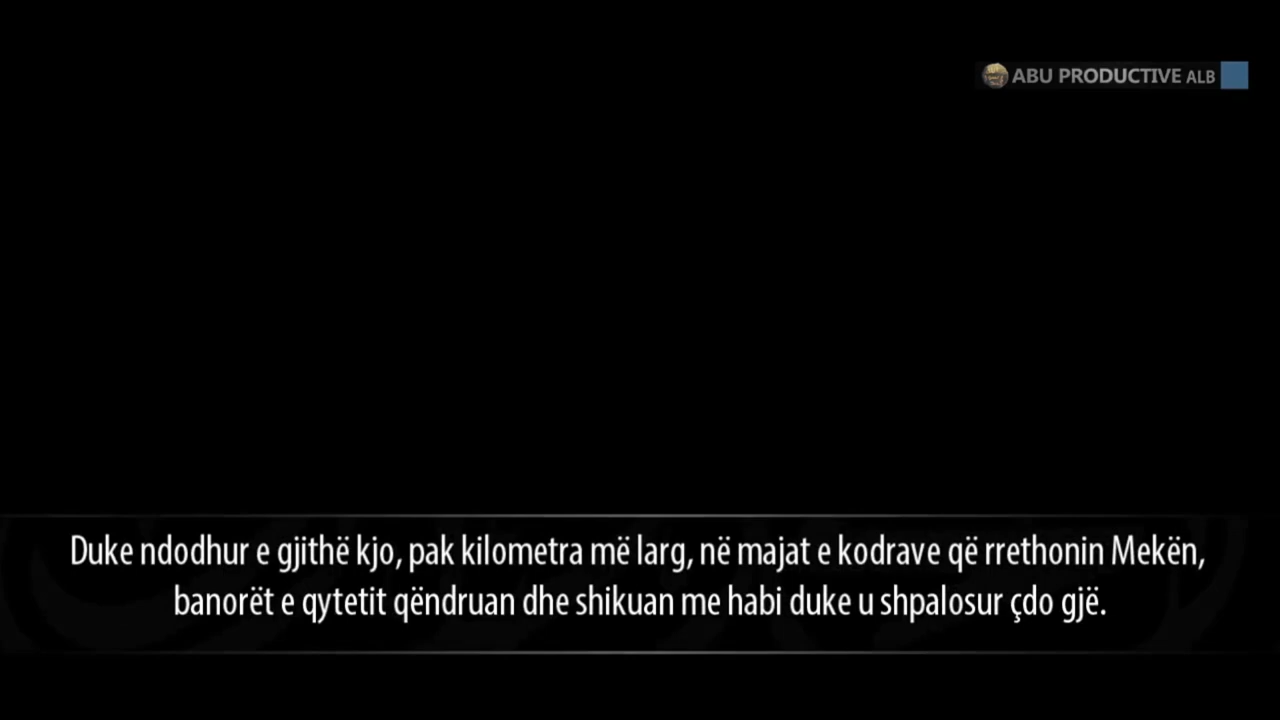 ABU PRODUCTIVE ALB
Duke ndodhur e gjithë kjo, pak kilometra më larg, në majat e kodrave që rrethonin Mekën,
banorët e qytetit qëndruan dhe shikuan me habi duke u shpalosur çdo gjë.